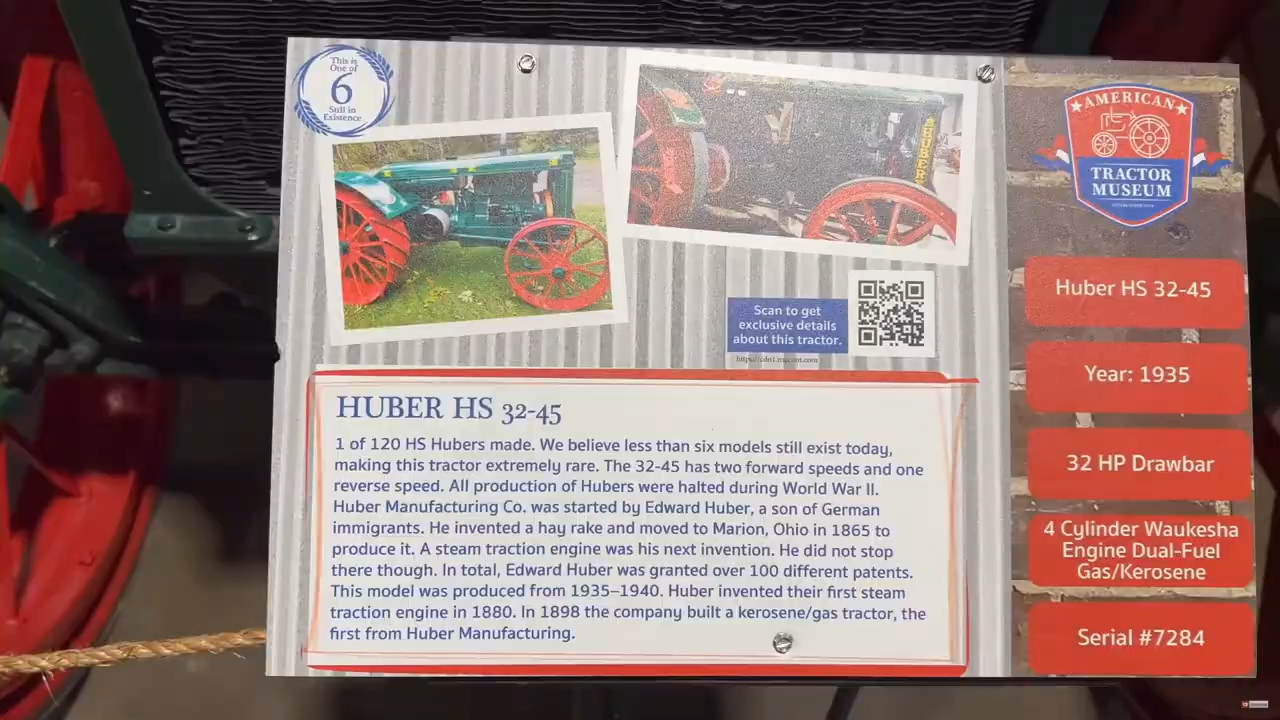 This is
One of
6
Still in
Existence
A HUBER
AMERICAN
TRACTOR
MUSEUM
Scan to get
exclusive details
about this tractor.
Huber HS 32-45
Year: 1935
32 HP Drawbar
4 Cylinder Waukesha
Engine Dual-Fuel
Gas/Kerosene
Serial #7284
HUBER HS 32-45
1 of 120 HS Hubers made. We believe less than six models still exist today,
making this tractor extremely rare. The 32-45 has two forward speeds and one
reverse speed. All production of Hubers were halted during World War II.
Huber Manufacturing Co. was started by Edward Huber, a son of German
immigrants. He invented a hay rake and moved to Marion, Ohio in 1865 to
produce it. A steam traction engine was his next invention. He did not stop
there though. In total, Edward Huber was granted over 100 different patents.
This model was produced from 1935–1940. Huber invented their first steam
traction engine in 1880. In 1898 the company built a kerosene/gas tractor, the
first from Huber Manufacturing.